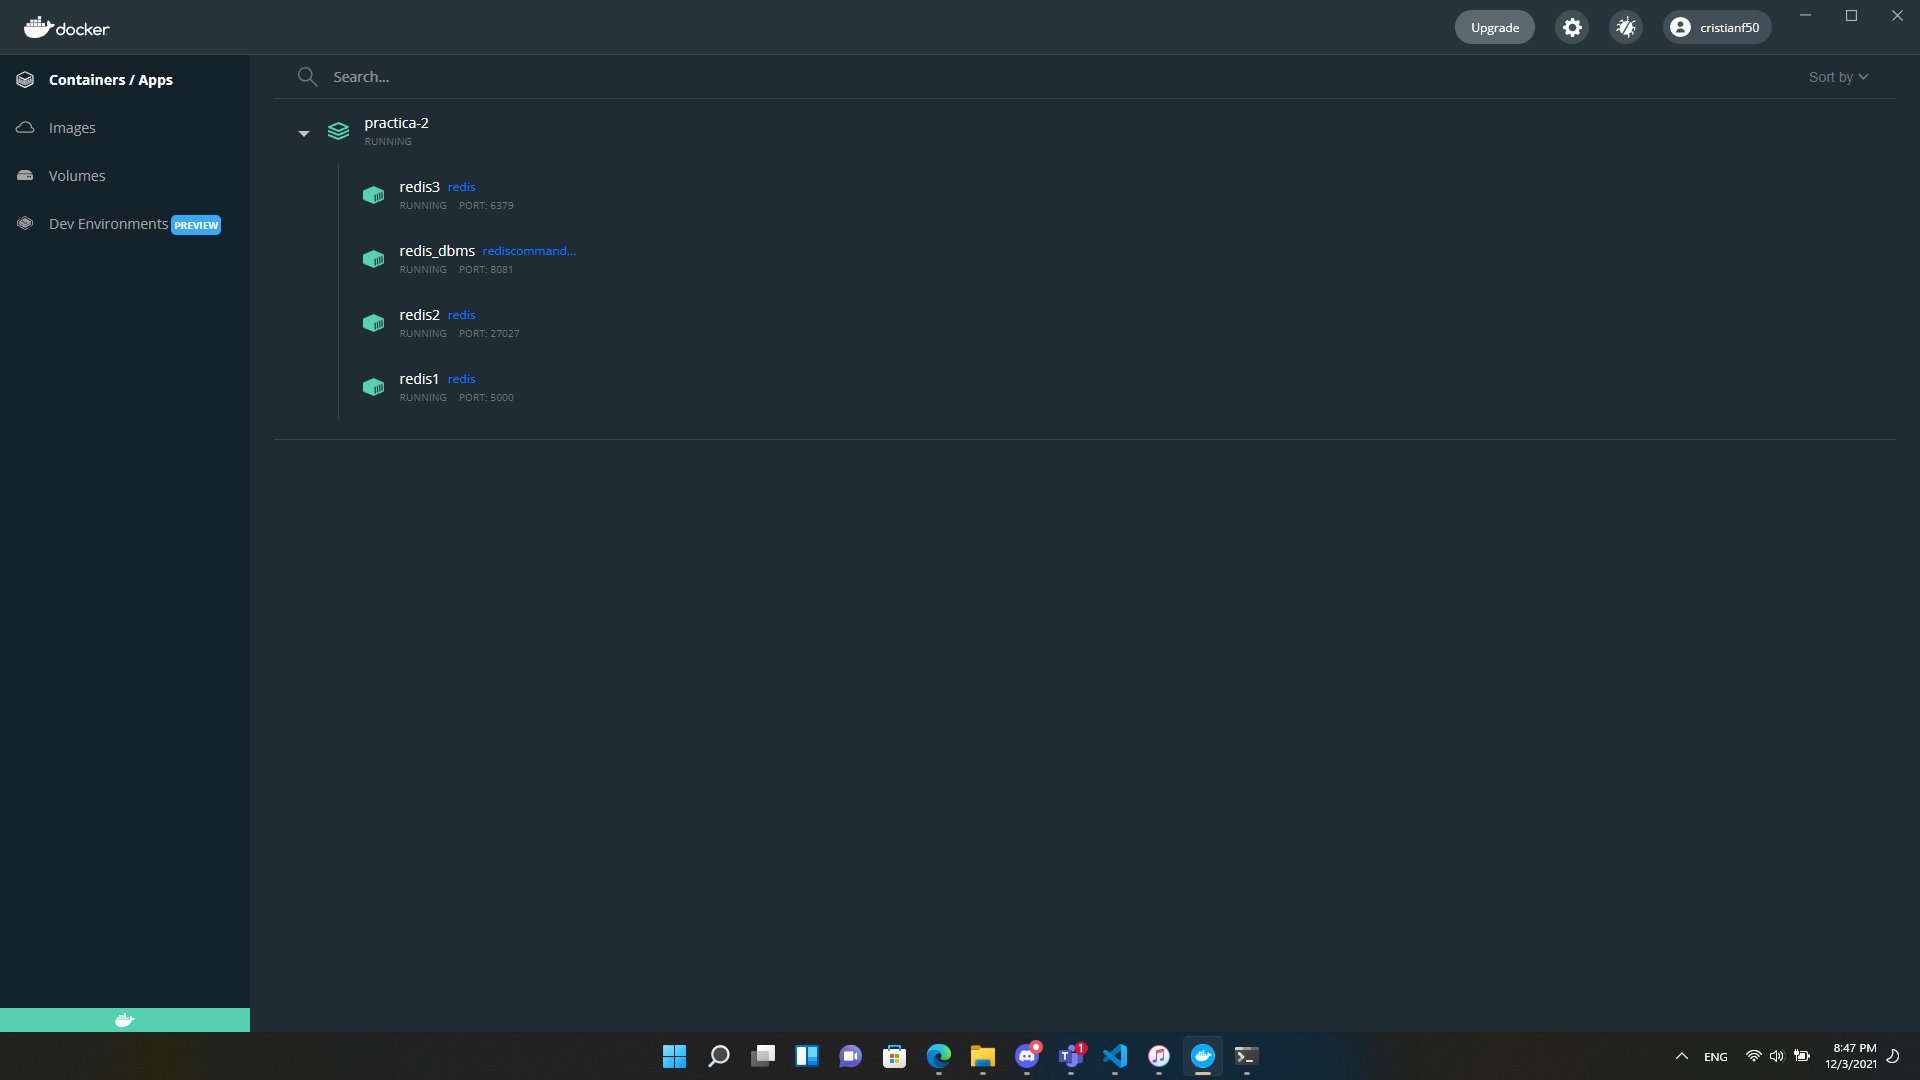 docker
Upgrade
cristianf50
Containers / Apps
Images
Volumes
Dev Environments PREVIEW
Search...
Sort by
practica-2
RUNNING
redis3 redis
RUNNING PORT: 6379
redis_dbms rediscommand...
RUNNING PORT: 8081
redis2 redis
RUNNING PORT: 27027
redis1 redis
RUNNING PORT: 5000
T 1
ENG
8:47 PM
12/3/2021